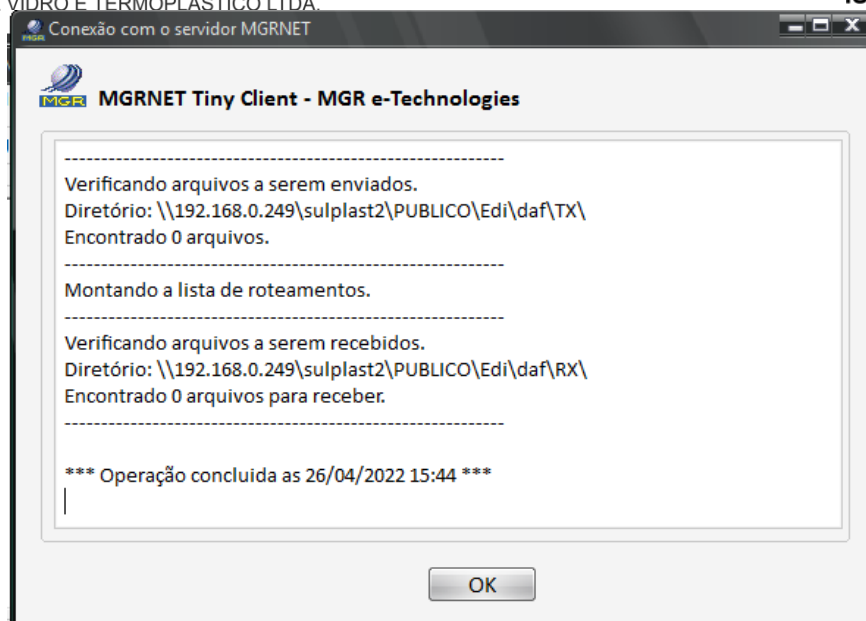 VIDRO E TERMOPLASTICO LTDA.
Conexão com o servidor MGRNET
MGR
MGRNET Tiny Client - MGR e-Technologies
------------------------------------------------------------
Verificando arquivos a serem enviados.
Diretório: \\192.168.0.249\sulplast2\PUBLICO\Edi\daf\TX\
Encontrado 0 arquivos.
------------------------------------------------------------
Montando a lista de roteamentos.
------------------------------------------------------------
Verificando arquivos a serem recebidos.
Diretório: \\192.168.0.249\sulplast2\PUBLICO\Edi\daf\RX\
Encontrado 0 arquivos para receber.
------------------------------------------------------------
*** Operação concluida as 26/04/2022 15:44 ***
OK